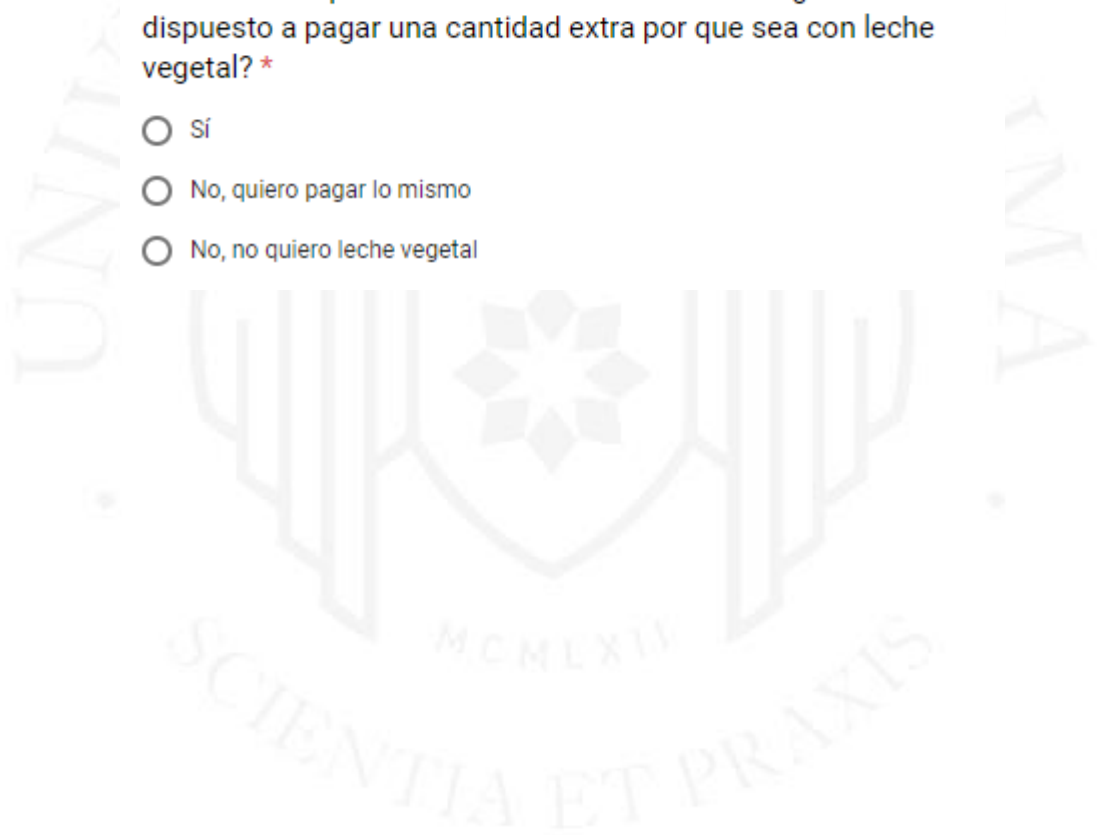 dispuesto a pagar una cantidad extra por que sea con leche
vegetal? *
Sí
No, quiero pagar lo mismo
No, no quiero leche vegetal
MCMLXII
SCIENTIA ET PRAXIS